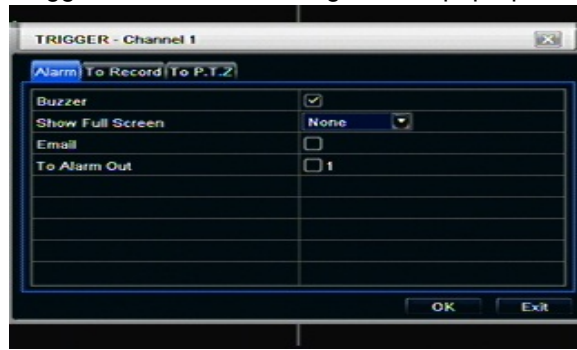 TRIGGER - Channel 1
Alarm To Record To P.T.Z
Buzzer
Show Full Screen None
Email
To Alarm Out 1
OK Exit